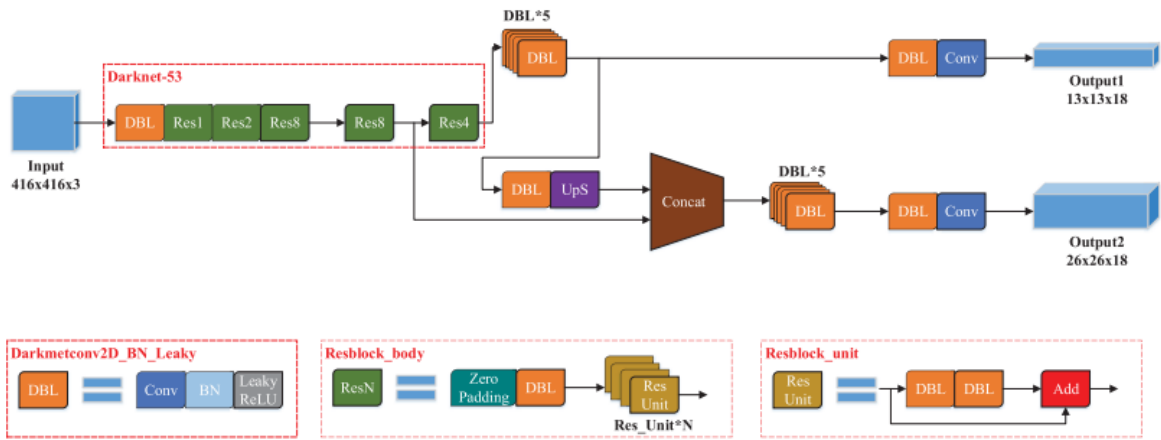 DBL*5
DBL
DBL
Conv
Output1
13x13x18
Darknet-53
DBL
Res1
Res2
Res8
Res8
Res4
Input
416x416x3
DBL
UpS
Concat
DBL*5
DBL
DBL
Conv
Output2
26x26x18
Darkmetconv2D_BN_Leaky
DBL
Conv
BN
Leaky
ReLU
Resblock_body
ResN
Zero
Padding
DBL
Res
Unit
Res_Unit*N
Resblock_unit
Res
Unit
DBL
DBL
Add